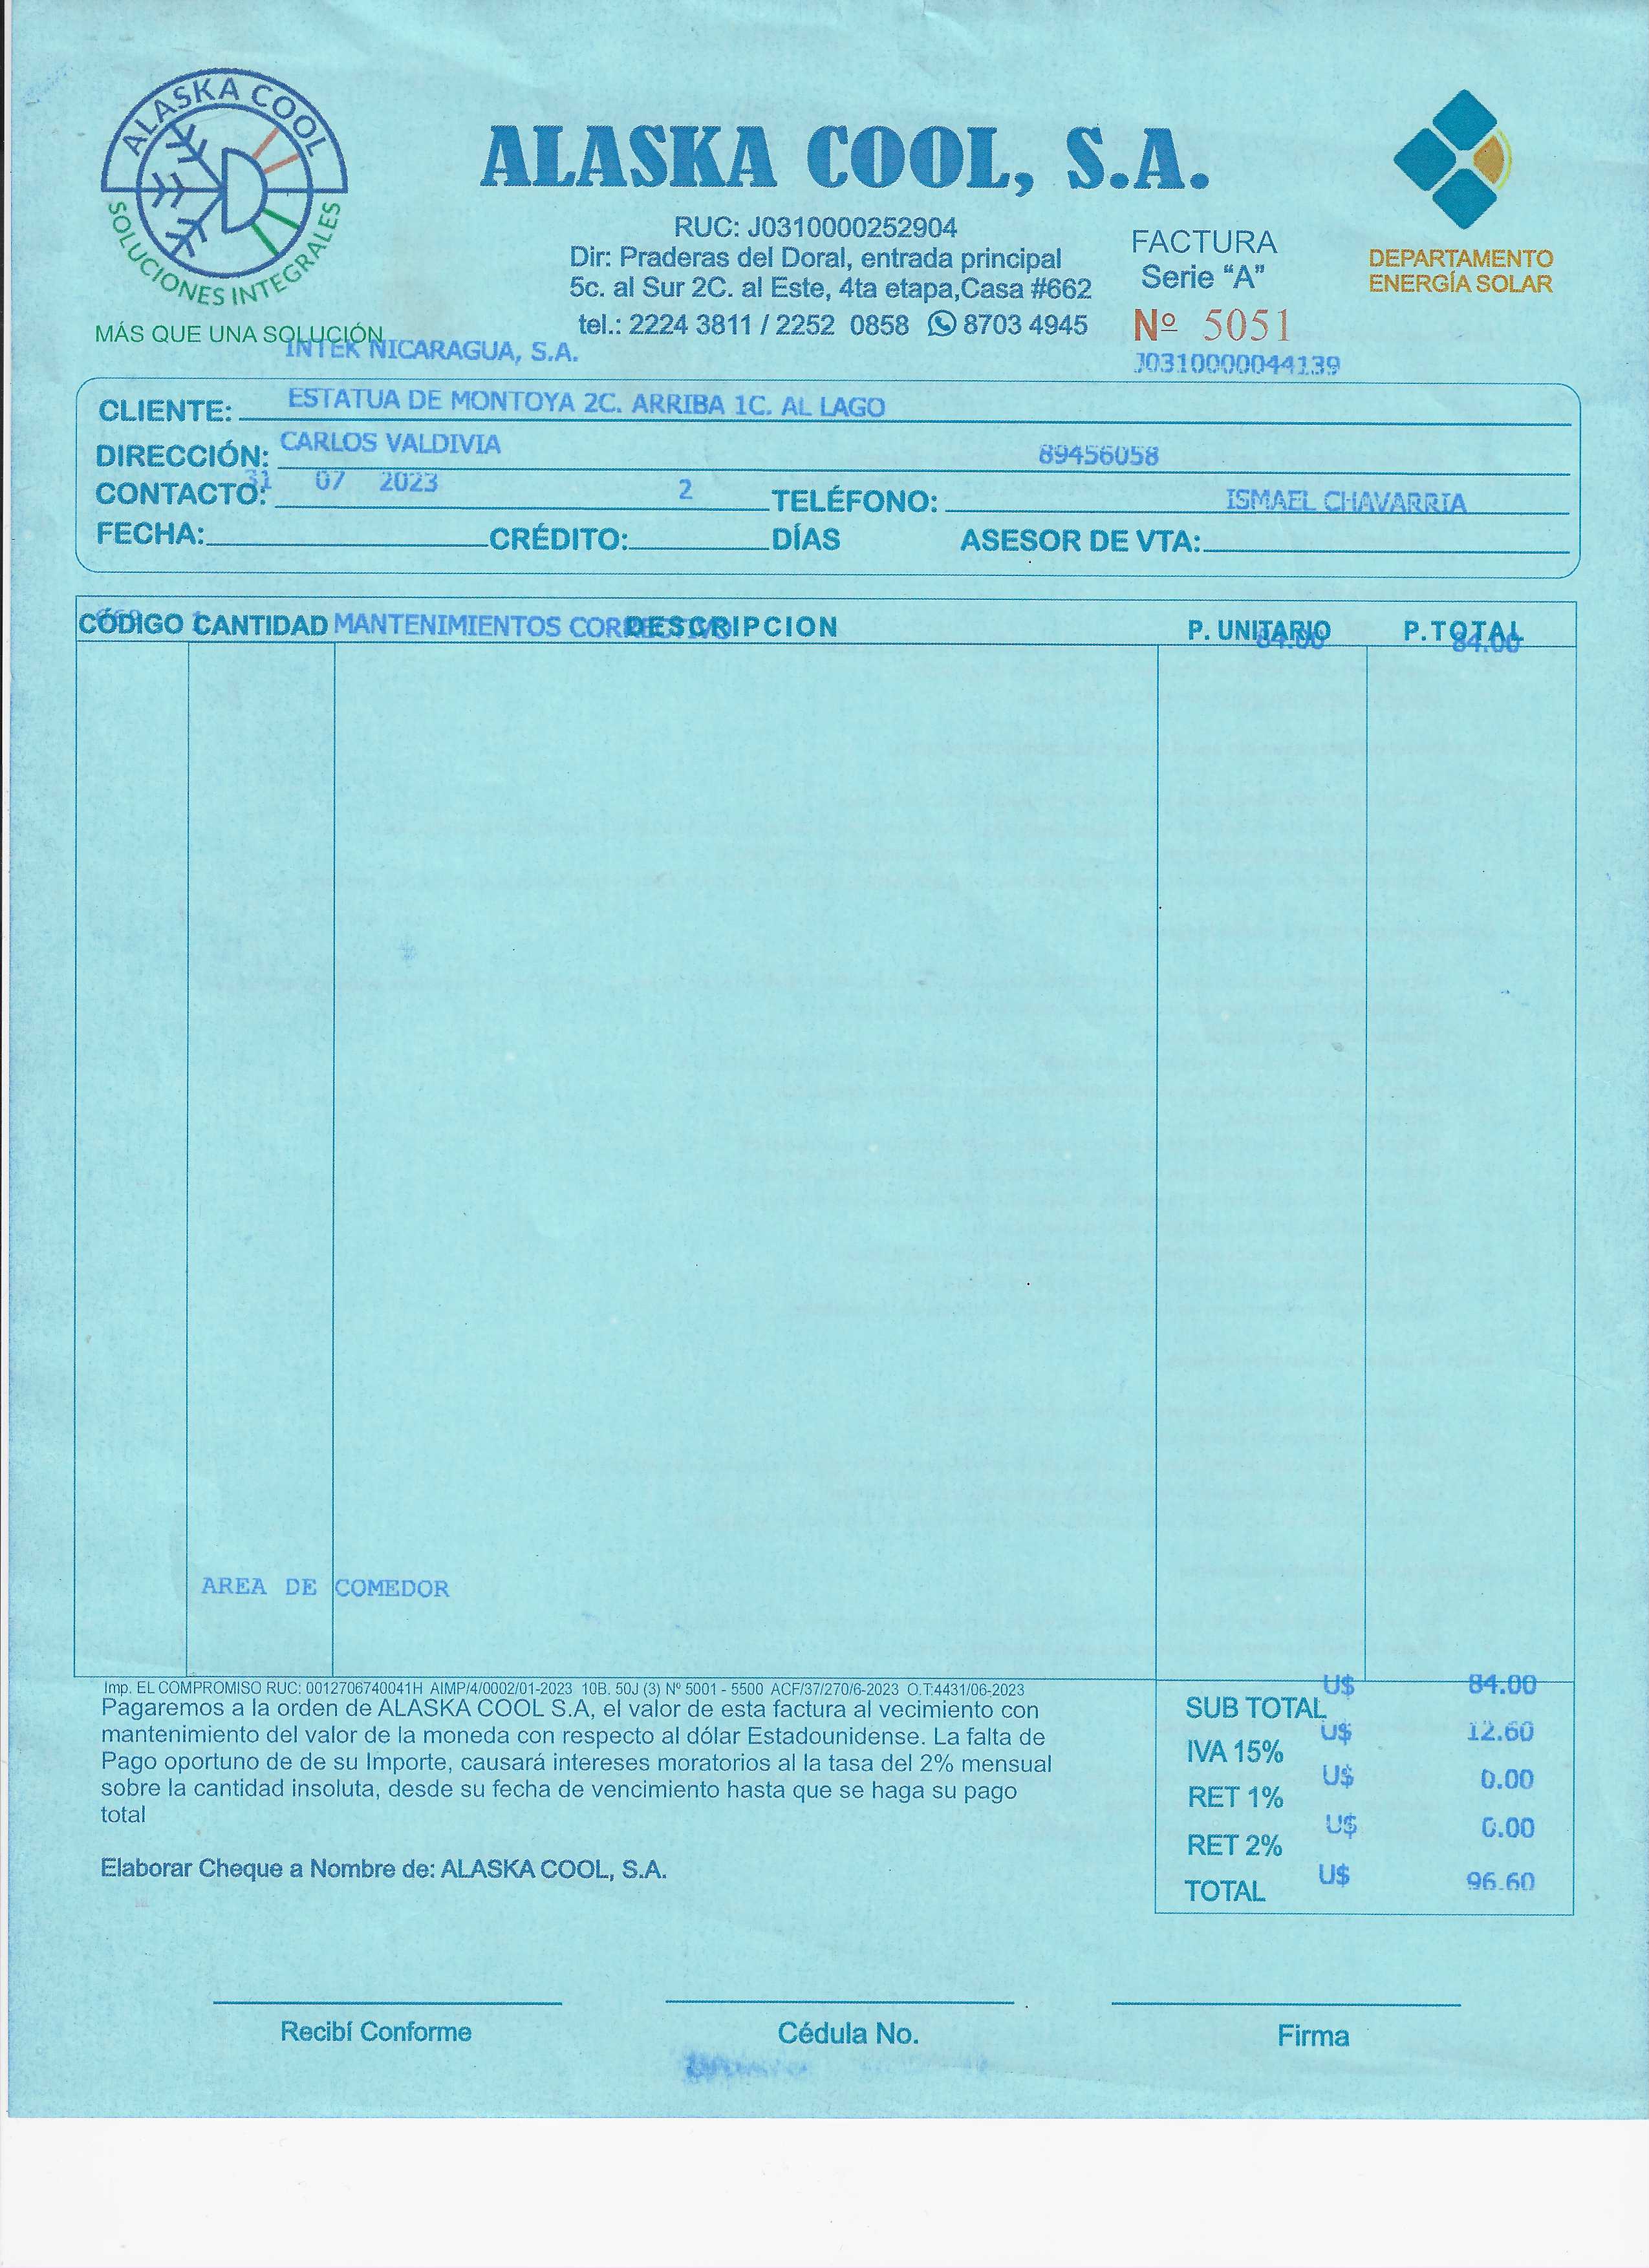 ALASKA COOL
SOLUCIONES INTEGRALES
MÁS QUE UNA SOLUCIÓN
ALASKA COOL, S.A.
RUC: J0310000252904
Dir: Praderas del Doral, entrada principal
5c. al Sur 2C. al Este, 4ta etapa,Casa #662
tel.: 2224 3811 / 2252 0858 8703 4945
FACTURA
Serie “A”
Nº 5051
DEPARTAMENTO
ENERGÍA SOLAR
INTEK NICARAGUA, S.A.
J0310000044139
CLIENTE: ESTATUA DE MONTOYA 2C. ARRIBA 1C. AL LAGO
DIRECCIÓN: CARLOS VALDIVIA 89456058
31 07 2023 2
CONTACTO: TELÉFONO: ISMAEL CHAVARRIA
FECHA: CRÉDITO: DÍAS ASESOR DE VTA:
CÓDIGO CANTIDAD DESCRIPCION P. UNITARIO P.TOTAL
1 MANTENIMIENTOS CORRECTIVO 84.00 84.00
AREA DE COMEDOR
Imp. EL COMPROMISO RUC: 0012706740041H AIMP/4/0002/01-2023 10B. 50J (3) Nº 5001 - 5500 ACF/37/270/6-2023 O.T:4431/06-2023
Pagaremos a la orden de ALASKA COOL S.A, el valor de esta factura al vecimiento con
mantenimiento del valor de la moneda con respecto al dólar Estadounidense. La falta de
Pago oportuno de de su Importe, causará intereses moratorios al la tasa del 2% mensual
sobre la cantidad insoluta, desde su fecha de vencimiento hasta que se haga su pago
total
Elaborar Cheque a Nombre de: ALASKA COOL, S.A.
SUB TOTAL U$ 84.00
IVA 15% U$ 12.60
RET 1% U$ 0.00
RET 2% U$ 0.00
TOTAL U$ 96.60
Recibí Conforme
Cédula No.
Firma